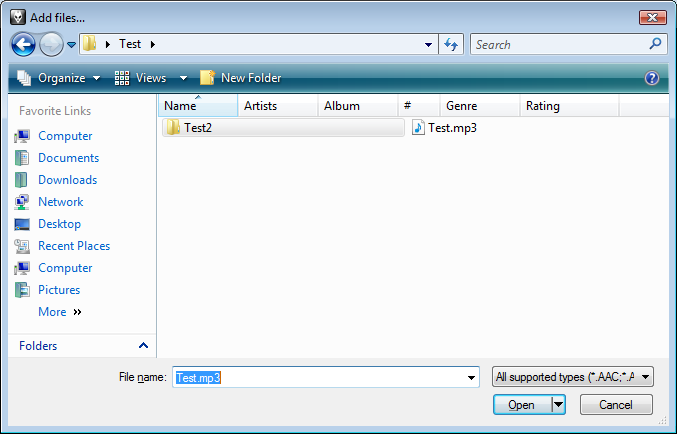 Add files...
Test
Search
Organize Views New Folder ?
Favorite Links
Name Artists Album # Genre Rating
Computer
Test2 Test.mp3
Documents
Downloads
Network
Desktop
Recent Places
Computer
Pictures
More »
Folders
File name: Test.mp3 All supported types (*.AAC;*.A
Open Cancel